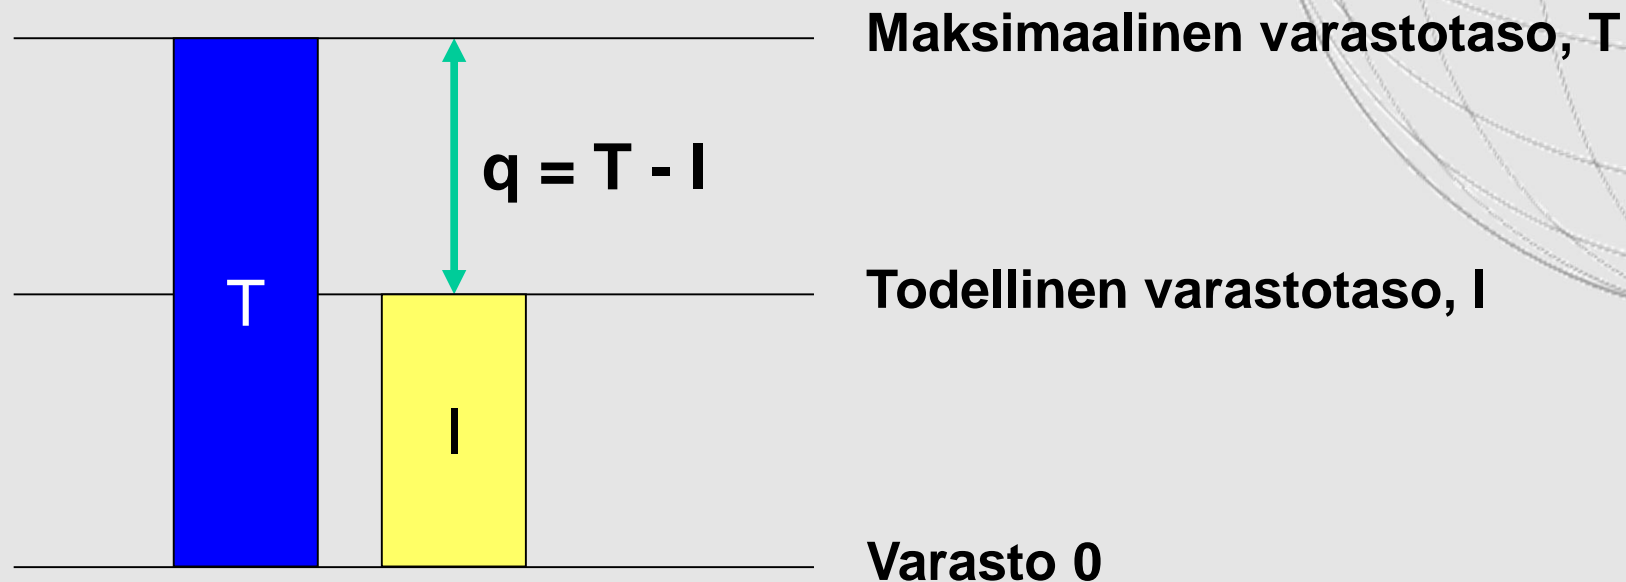 Maksimaalinen varastotaso, T
q = T - I
T
Todellinen varastotaso, I
I
Varasto 0